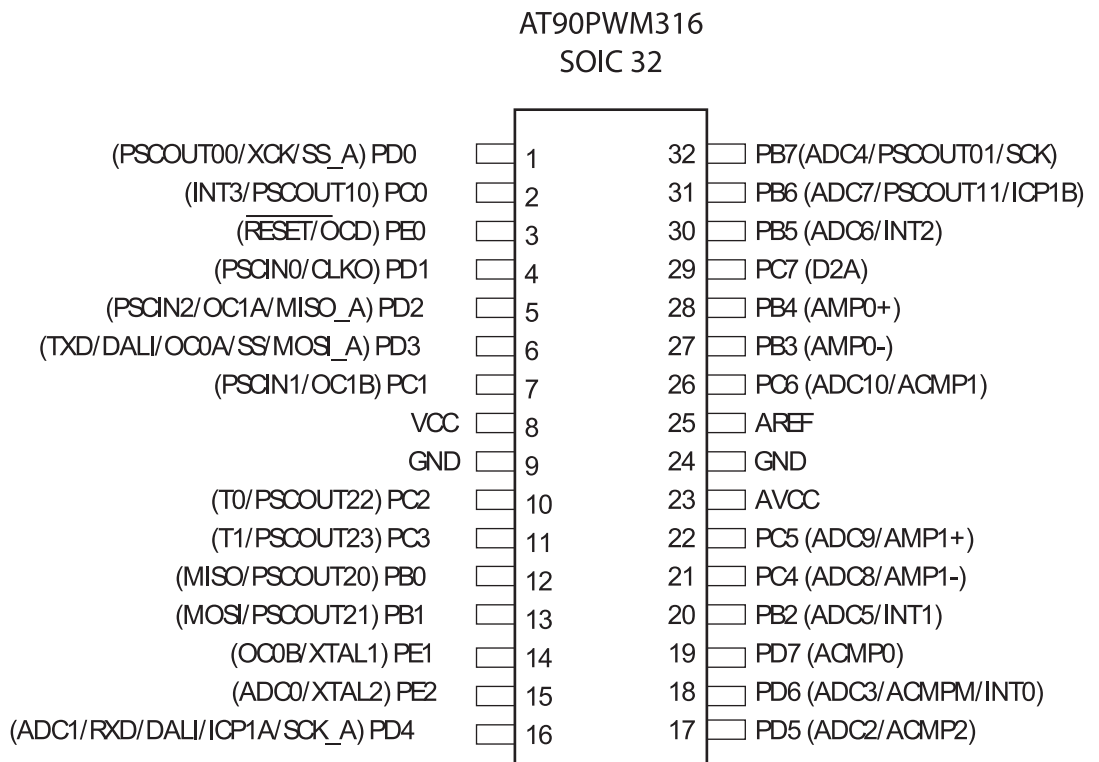 AT90PWM316
SOIC 32
(PSCOUT00/XCK/SS_A) PD0 1 32 PB7(ADC4/PSCOUT01/SCK)
(INT3/PSCOUT10) PC0 2 31 PB6 (ADC7/PSCOUT11/ICP1B)
(RESET/OCD) PE0 3 30 PB5 (ADC6/INT2)
(PSCIN0/CLKO) PD1 4 29 PC7 (D2A)
(PSCIN2/OC1A/MISO_A) PD2 5 28 PB4 (AMP0+)
(TXD/DALI/OC0A/SS/MOSI_A) PD3 6 27 PB3 (AMP0-)
(PSCIN1/OC1B) PC1 7 26 PC6 (ADC10/ACMP1)
VCC 8 25 AREF
GND 9 24 GND
(T0/PSCOUT22) PC2 10 23 AVCC
(T1/PSCOUT23) PC3 11 22 PC5 (ADC9/AMP1+)
(MISO/PSCOUT20) PB0 12 21 PC4 (ADC8/AMP1-)
(MOSI/PSCOUT21) PB1 13 20 PB2 (ADC5/INT1)
(OC0B/XTAL1) PE1 14 19 PD7 (ACMP0)
(ADC0/XTAL2) PE2 15 18 PD6 (ADC3/ACMPM/INT0)
(ADC1/RXD/DALI/ICP1A/SCK_A) PD4 16 17 PD5 (ADC2/ACMP2)